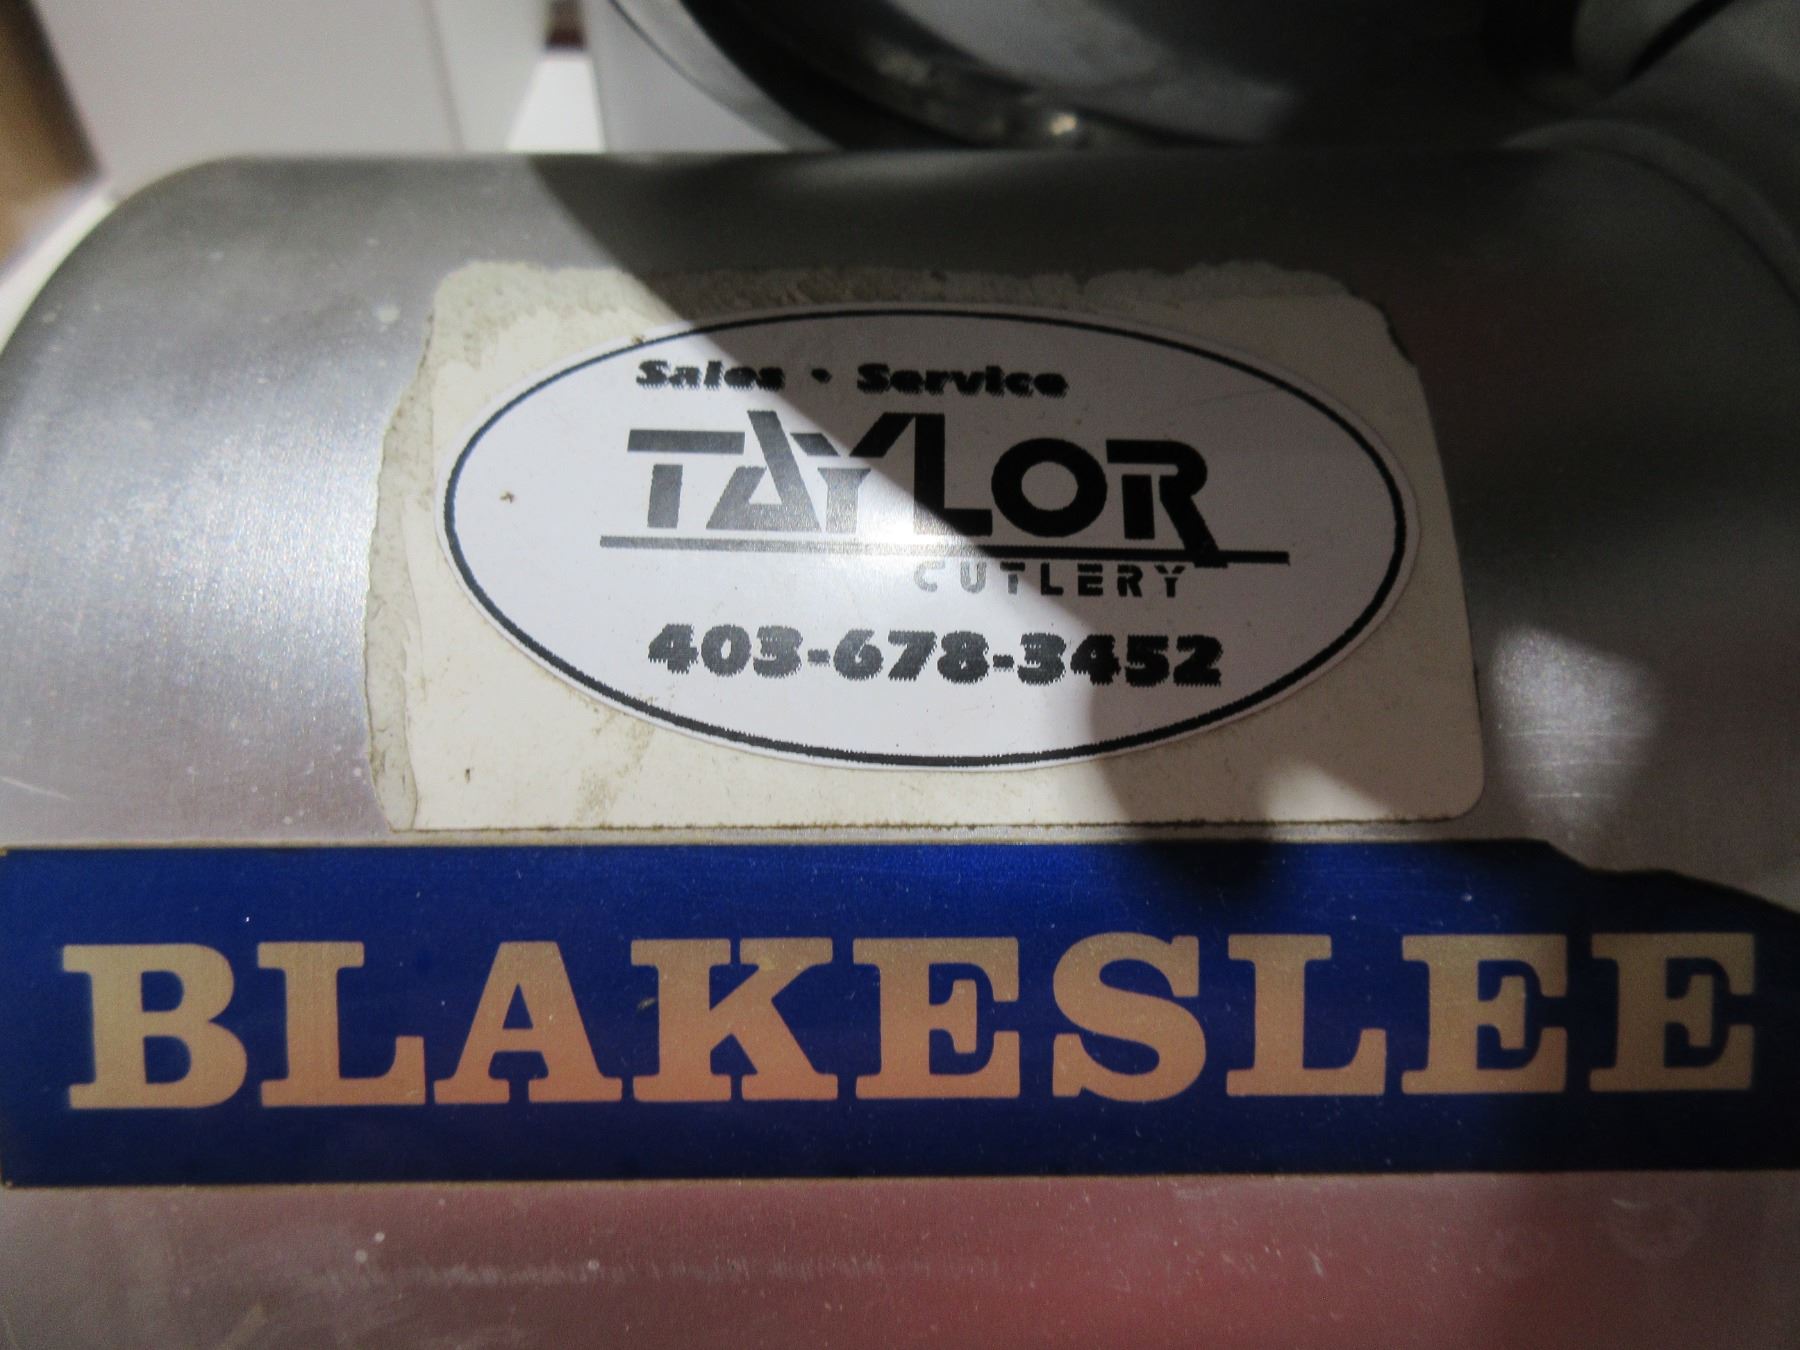 Sales • Service
TAYLOR
CUTLERY
403-678-3452
BLAKESLEE